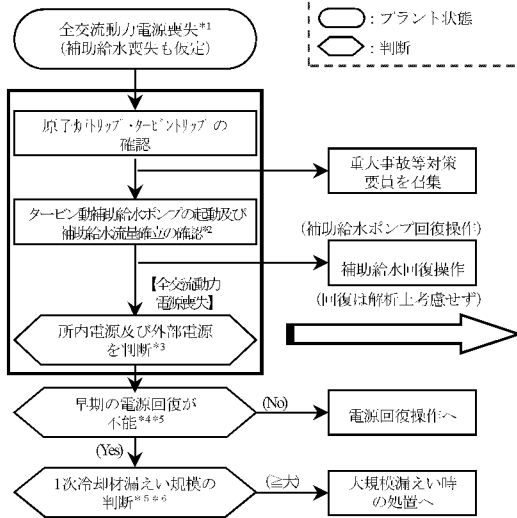 全交流動力電源喪失*1
(補助給水喪失も仮定)
: プラント状態
: 判断
原子炉ﾄﾘｯﾌﾟ･ﾀｰﾋﾞﾝﾄﾘｯﾌﾟの
確認
重大事故等対策
要員を召集
タービン動補助給水ポンプの起動及び
補助給水流量確立の確認*2
(補助給水ポンプ回復操作)
補助給水回復操作
(回復は解析上考慮せず)
【全交流動力
電源喪失】
所内電源及び外部電源
を判断*3
早期の電源回復が
不能*4*5
(No)
電源回復操作へ
(Yes)
1次冷却材漏えい規模の
判断*5*6
(≧大)
大規模漏えい時
の処置へ